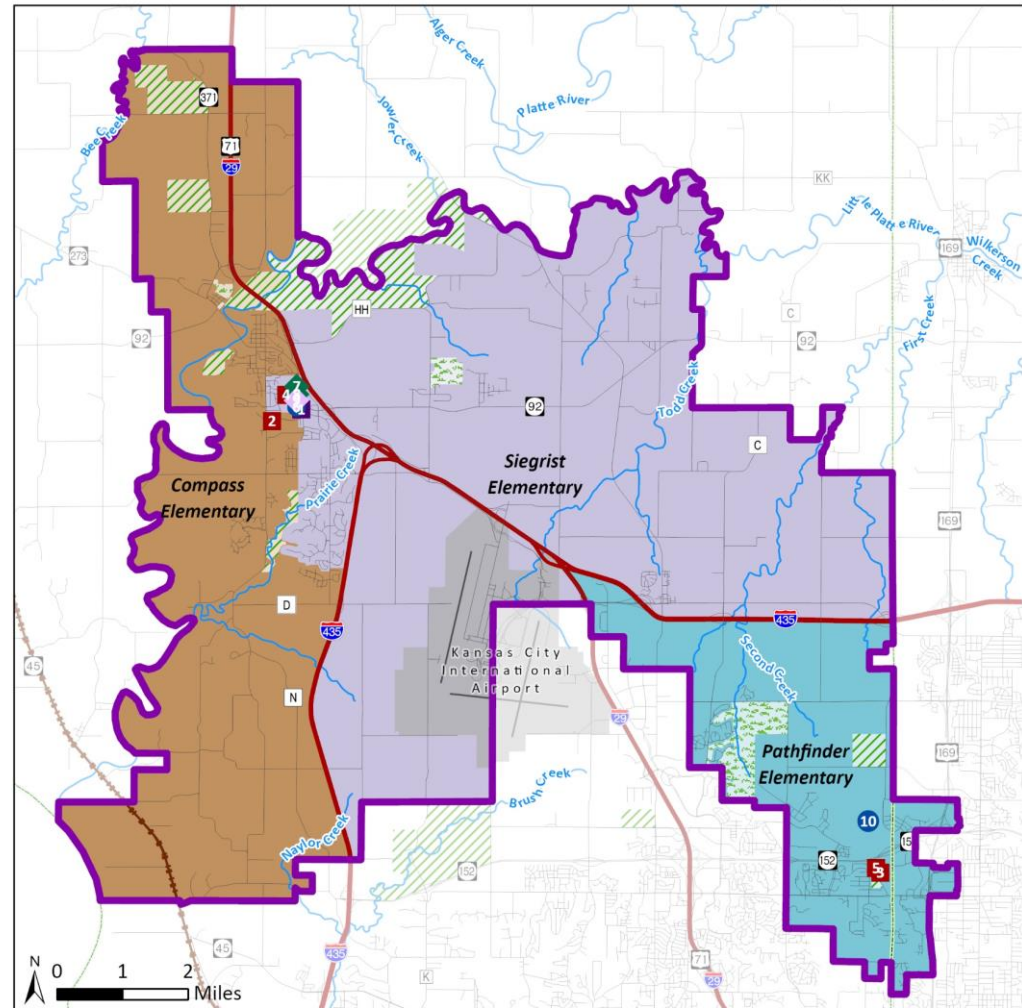 Alger Creek
Platte River
Jowler Creek
Bee Creek
371
71
29
KK
Little Platte River
169
Wilkerson
Creek
273
First Creek
HH
C
92
92
7
4
2
92
Todd Creek
C
Prairie Creek
Compass
Elementary
Siegrist
Elementary
169
D
435
435
45
Kansas City
International
Airport
Second Creek
N
29
169
Pathfinder
Elementary
Brush Creek
10
Naylor Creek
152
152
15
5
3
45
435
71
29
K
N
0 1 2
Miles